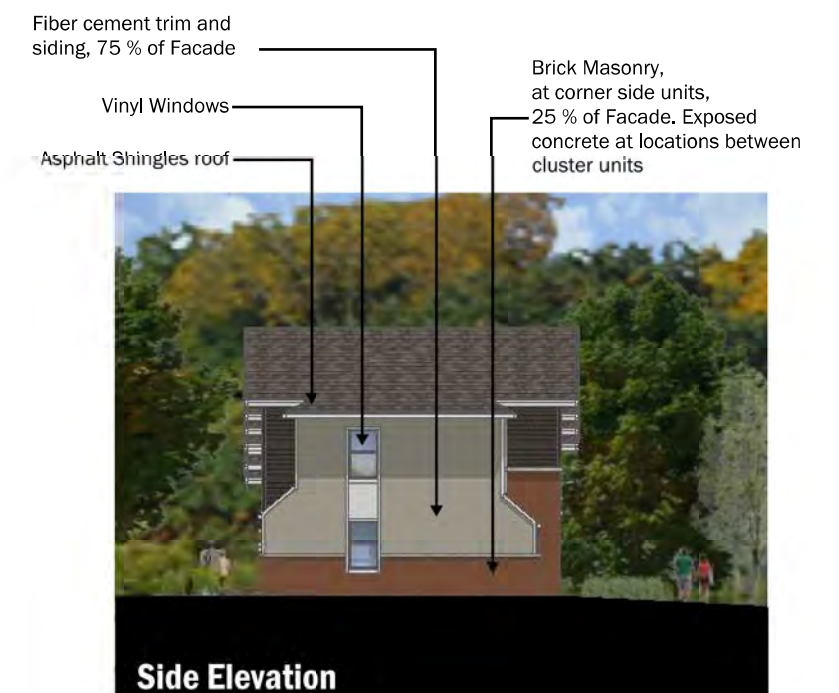 Fiber cement trim and
siding, 75 % of Facade
Vinyl Windows
Asphalt Shingles roof
Brick Masonry,
at corner side units,
25 % of Facade. Exposed
concrete at locations between
cluster units
Side Elevation